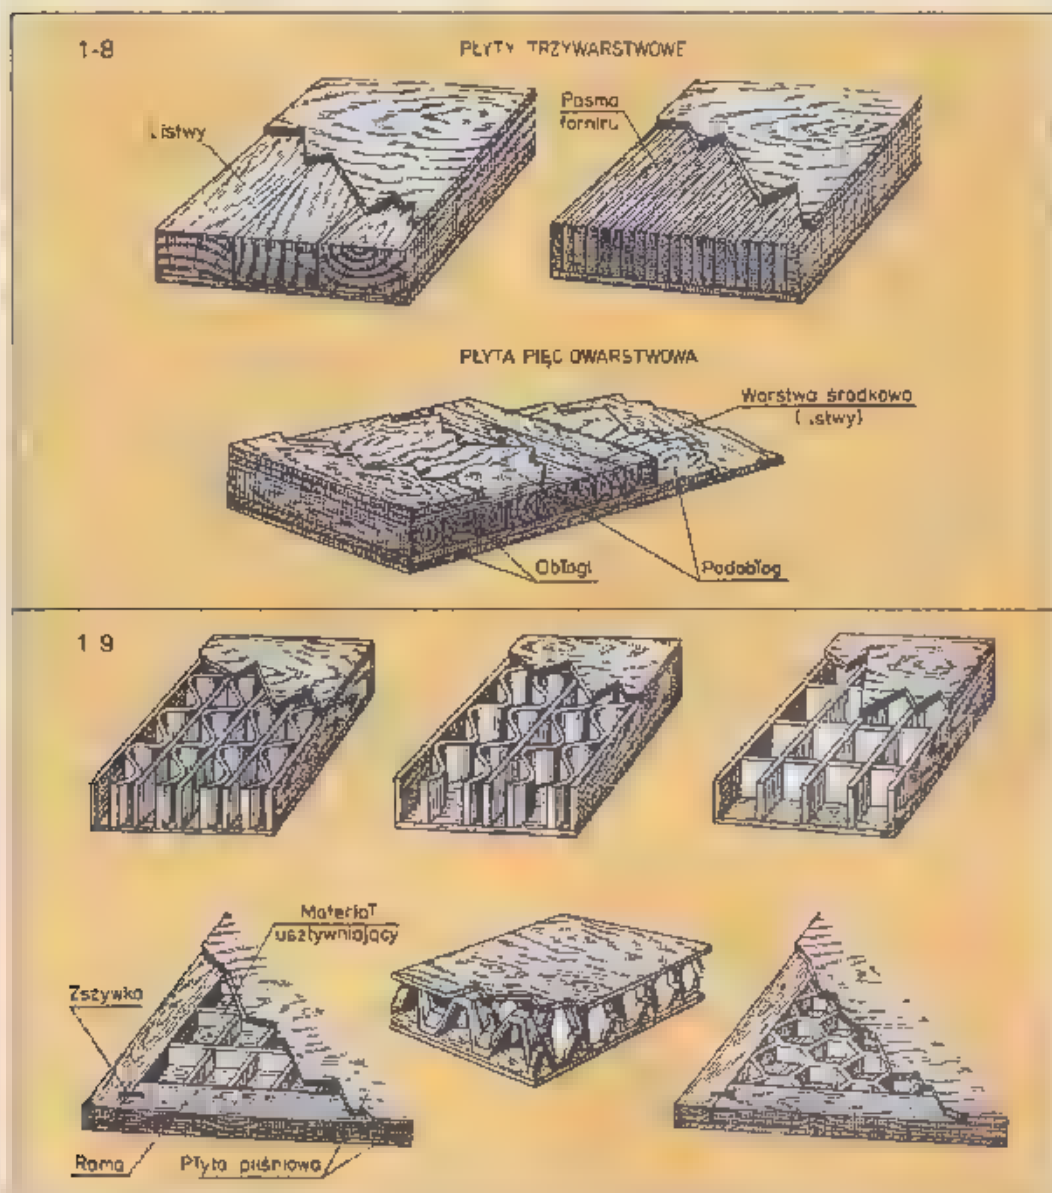 1-8
PŁYTY TRZYWARSTWOWE
Listwy
Pasma
forniru
PŁYTA PIĘCIOWARSTWOWA
Warstwa środkowa
(listwy)
Obłogi
Podobłog
1 9
Materiał
usztywniający
Zszywka
Rama
Płyta pilśniowa